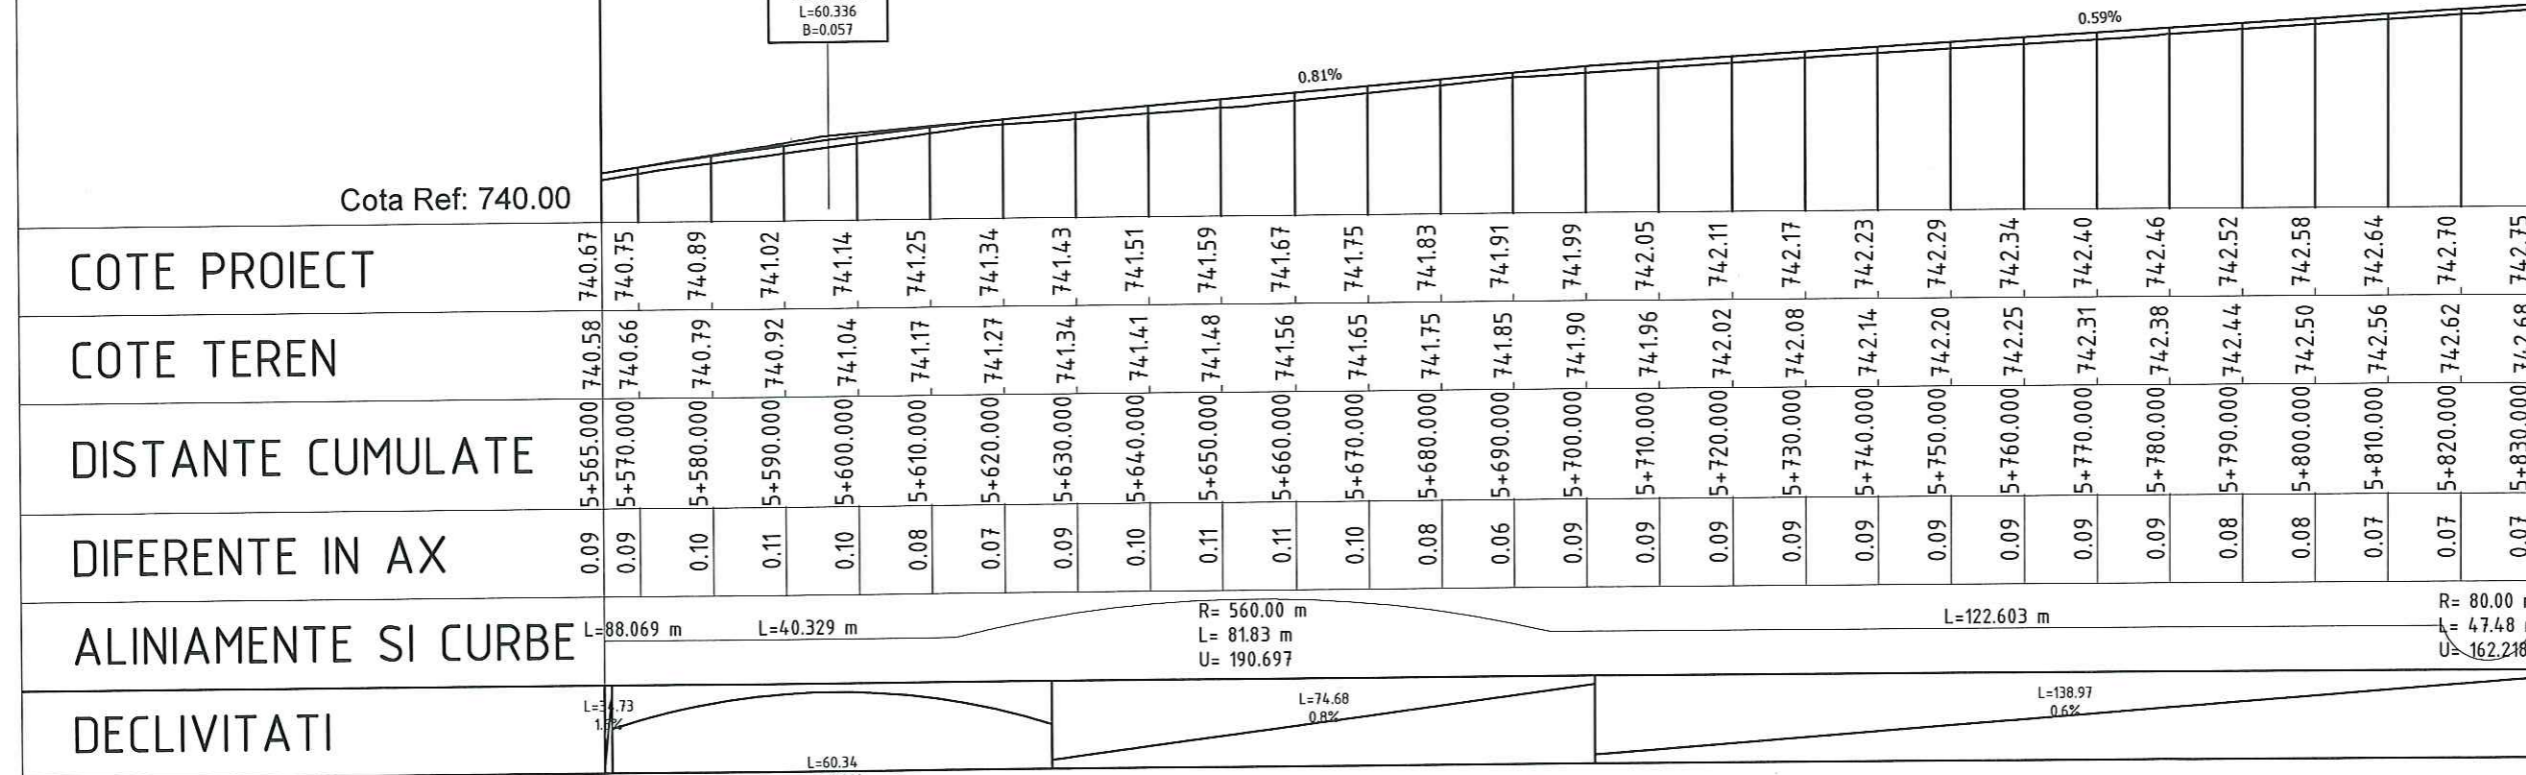 L=60.336
B=0.057
0.81%
0.59%
Cota Ref: 740.00
COTE PROIECT 740.67 740.75 740.89 741.02 741.14 741.25 741.34 741.43 741.51 741.59 741.67 741.75 741.83 741.91 741.99 742.05 742.11 742.17 742.23 742.29 742.34 742.40 742.46 742.52 742.58 742.64 742.70 742.75
COTE TEREN 740.58 740.66 740.79 740.92 741.04 741.17 741.27 741.34 741.41 741.48 741.56 741.65 741.75 741.85 741.90 741.96 742.02 742.08 742.14 742.20 742.25 742.31 742.38 742.44 742.50 742.56 742.62 742.68
DISTANTE CUMULATE 5+565.000 5+570.000 5+580.000 5+590.000 5+600.000 5+610.000 5+620.000 5+630.000 5+640.000 5+650.000 5+660.000 5+670.000 5+680.000 5+690.000 5+700.000 5+710.000 5+720.000 5+730.000 5+740.000 5+750.000 5+760.000 5+770.000 5+780.000 5+790.000 5+800.000 5+810.000 5+820.000 5+830.000
DIFERENTE IN AX 0.09 0.09 0.10 0.11 0.10 0.08 0.07 0.09 0.10 0.11 0.11 0.10 0.08 0.06 0.09 0.09 0.09 0.09 0.09 0.09 0.09 0.09 0.09 0.08 0.08 0.07 0.07 0.07
ALINIAMENTE SI CURBE L=88.069 m L=40.329 m
R= 560.00 m
L= 81.83 m
U= 190.697
L=122.603 m
R= 80.00
L= 47.48
U= 162.218
DECLIVITATI
L=60.34
L=74.68
0.8%
L=138.97
0.6%